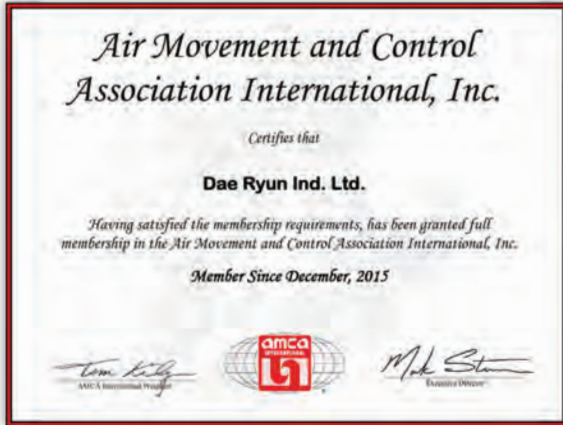 Air Movement and Control
Association International, Inc.
Certifies that
Dae Ryun Ind. Ltd.
Having satisfied the membership requirements, has been granted full
membership in the Air Movement and Control Association International, Inc.
Member Since December, 2015
amca
INTERNATIONAL
®
AMCA International President
Executive Director